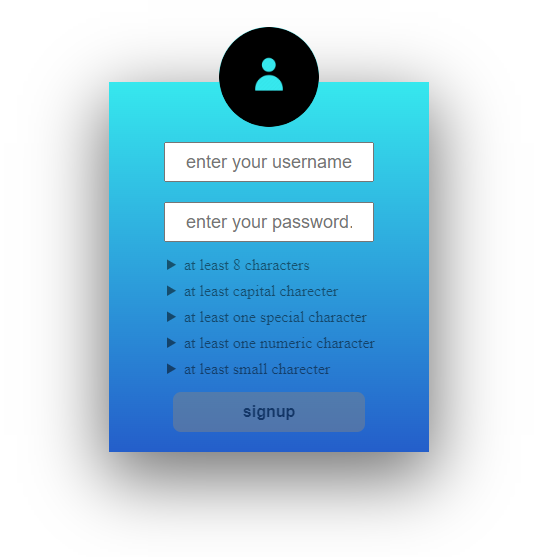 enter your username
enter your password.
at least 8 characters
at least capital charecter
at least one special character
at least one numeric character
at least small charecter
signup